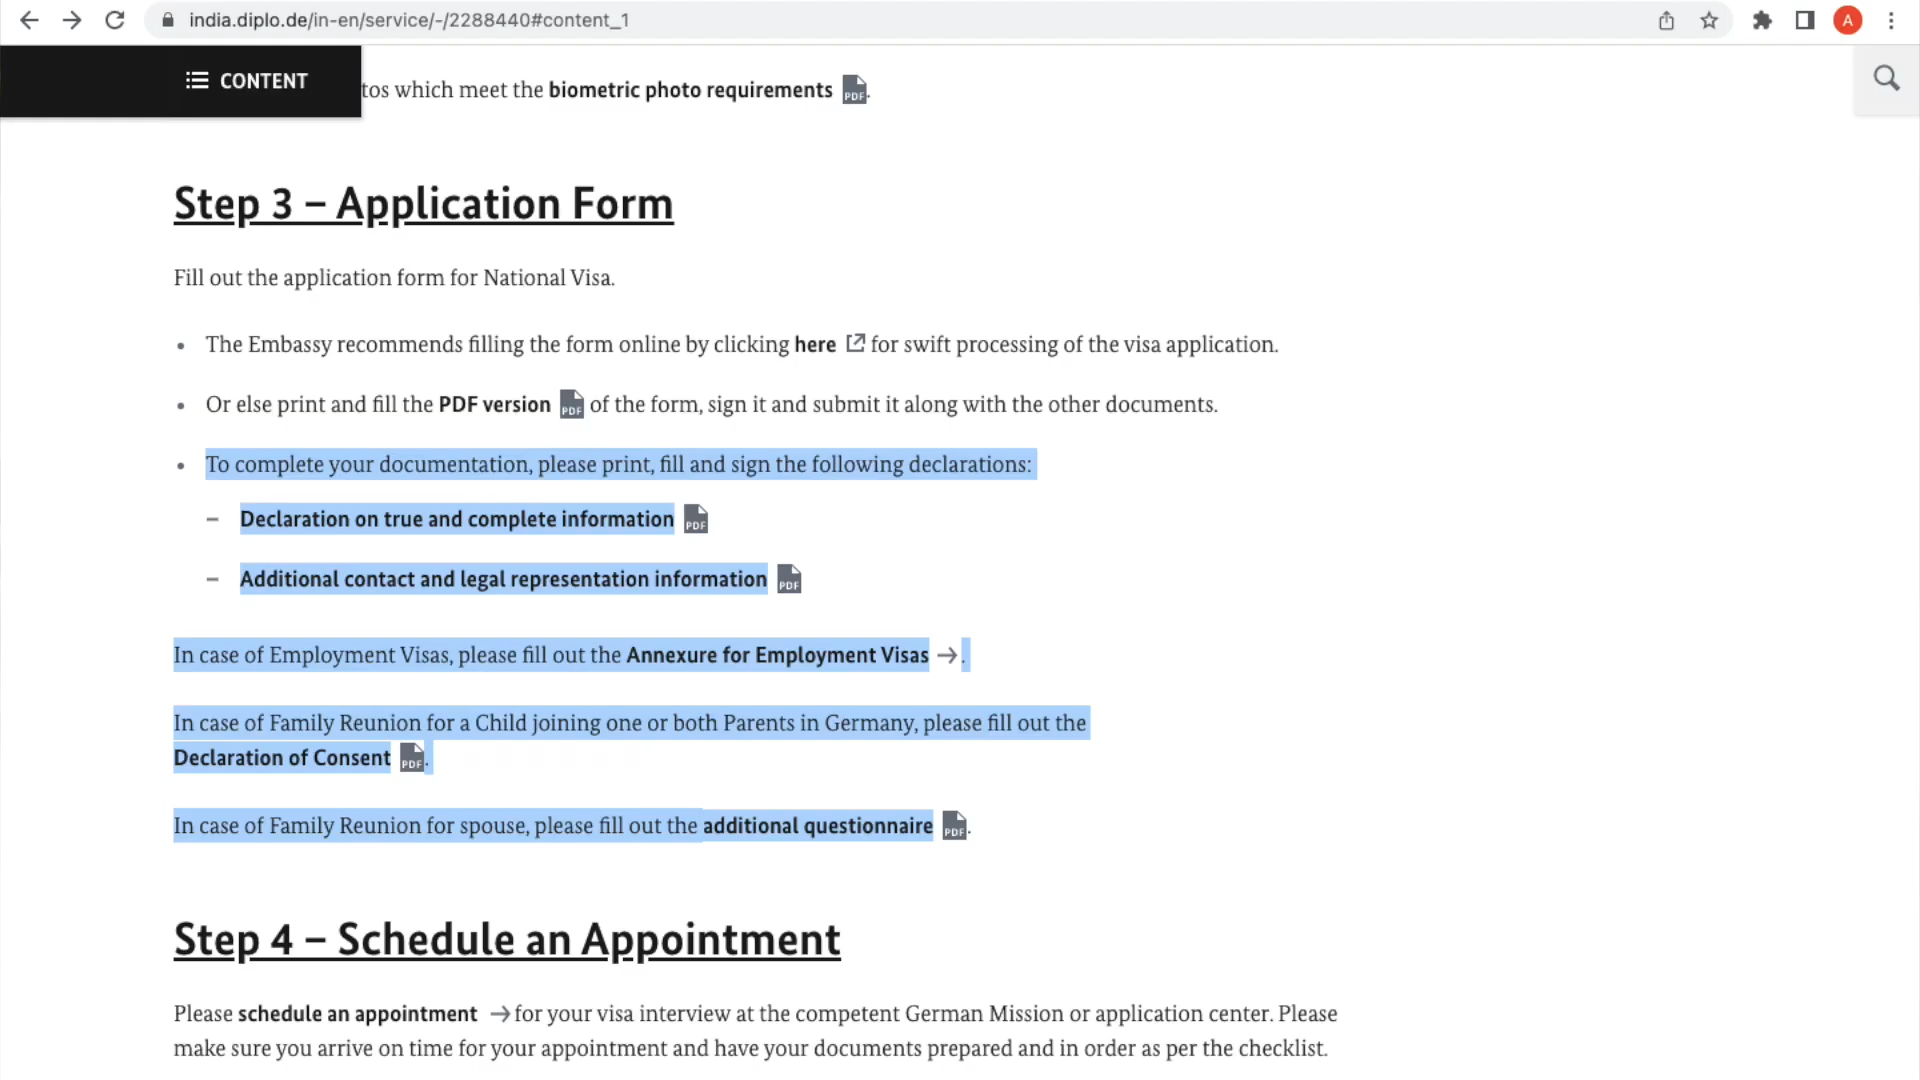 india.diplo.de/in-en/service/-/2288440#content_1
A
CONTENT
tos which meet the biometric photo requirements PDF.
Step 3 – Application Form
Fill out the application form for National Visa.
• The Embassy recommends filling the form online by clicking here for swift processing of the visa application.
• Or else print and fill the PDF version PDF of the form, sign it and submit it along with the other documents.
• To complete your documentation, please print, fill and sign the following declarations:
– Declaration on true and complete information PDF
– Additional contact and legal representation information PDF
In case of Employment Visas, please fill out the Annexure for Employment Visas →.
In case of Family Reunion for a Child joining one or both Parents in Germany, please fill out the
Declaration of Consent PDF.
In case of Family Reunion for spouse, please fill out the additional questionnaire PDF.
Step 4 – Schedule an Appointment
Please schedule an appointment →for your visa interview at the competent German Mission or application center. Please
make sure you arrive on time for your appointment and have your documents prepared and in order as per the checklist.